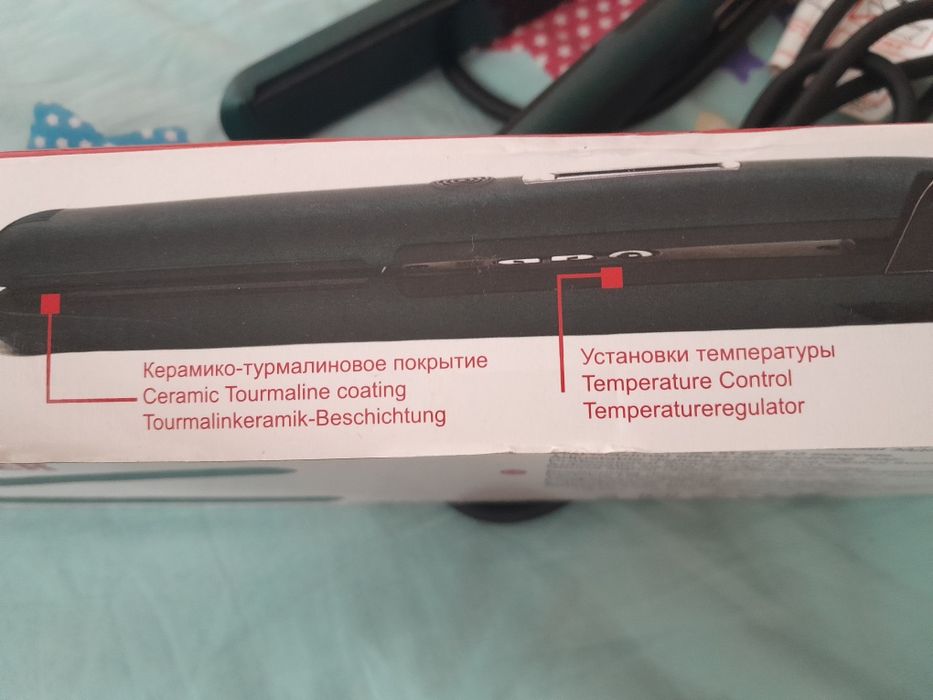 Керамико-турмалиновое покрытие
Ceramic Tourmaline coating
Tourmalinkeramik-Beschichtung
Установки температуры
Temperature Control
Temperatureregulator